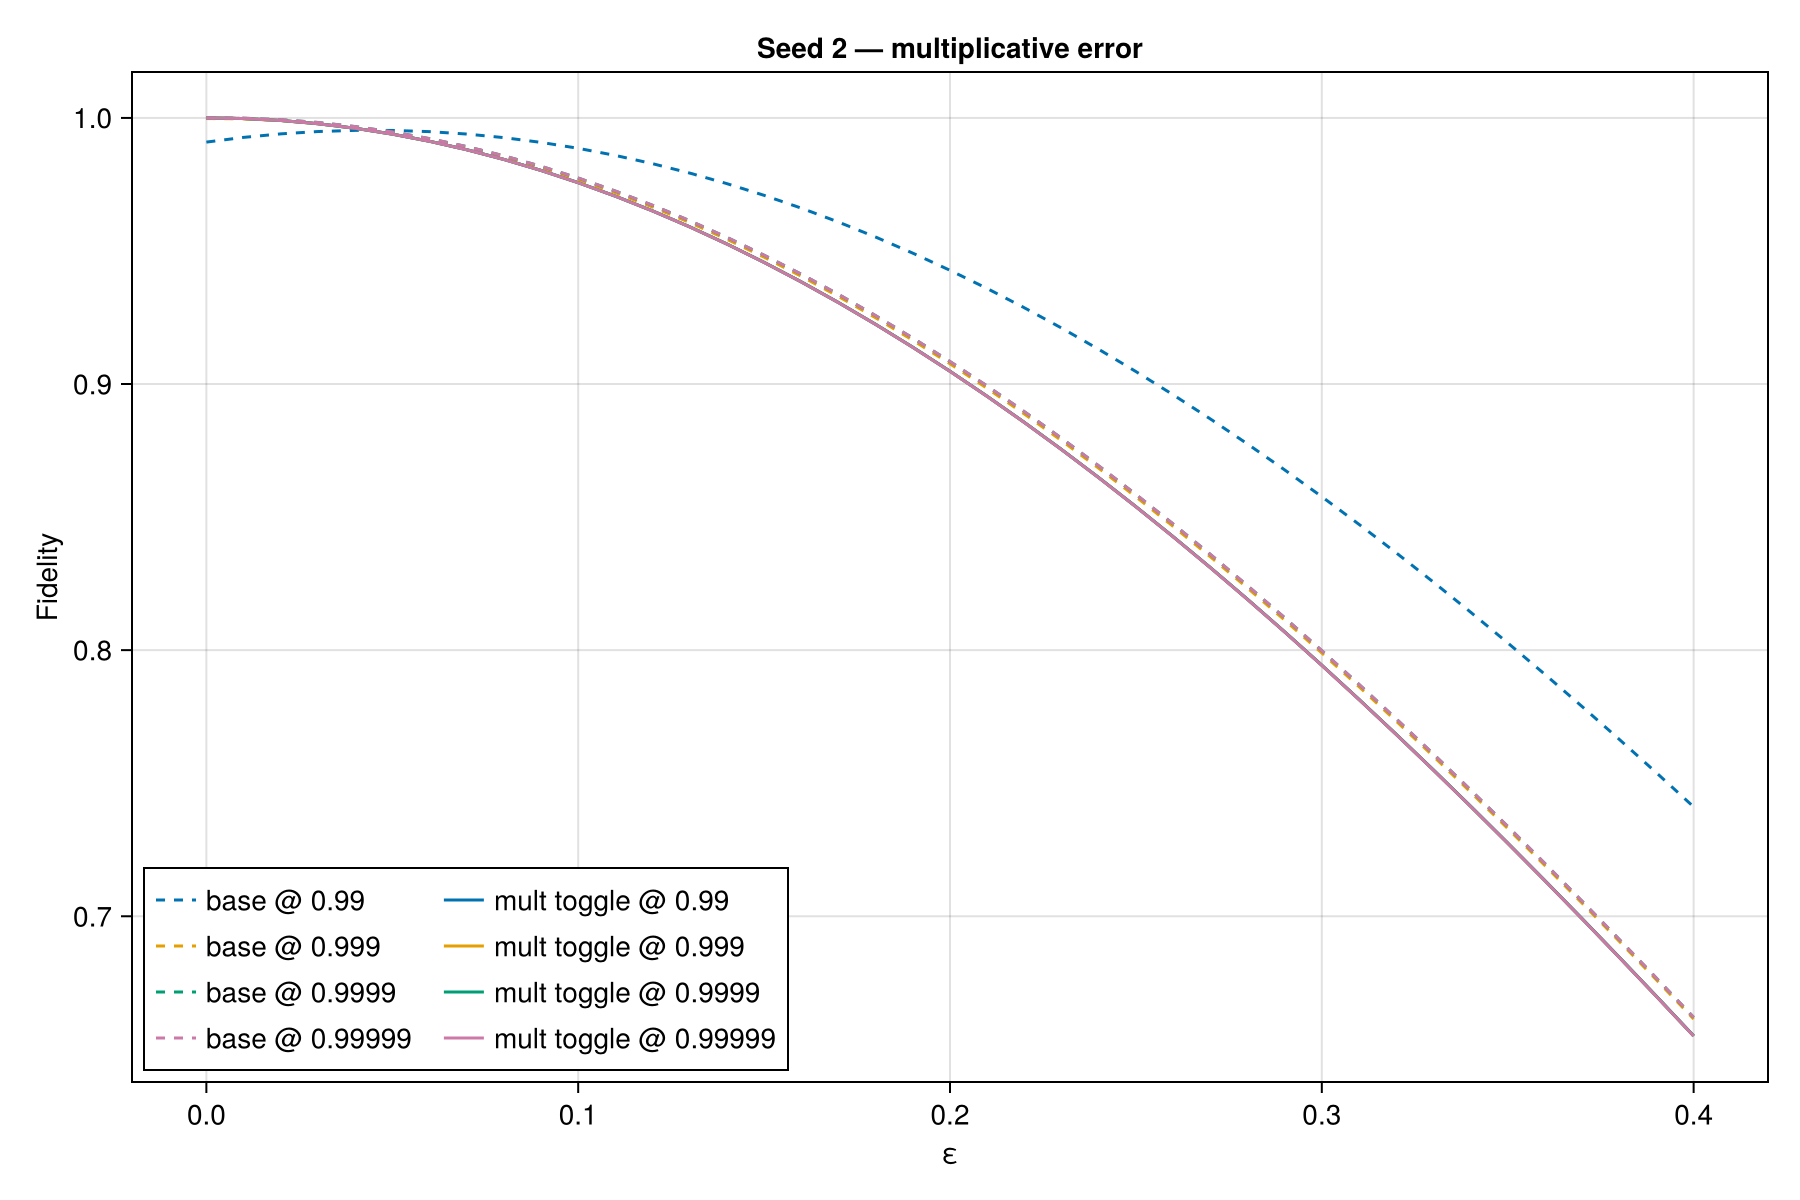 Seed 2 — multiplicative error
Fidelity
1.0
0.9
0.8
0.7
base @ 0.99
mult toggle @ 0.99
base @ 0.999
mult toggle @ 0.999
base @ 0.9999
mult toggle @ 0.9999
base @ 0.99999
mult toggle @ 0.99999
0.0
0.1
0.2
0.3
0.4
ε